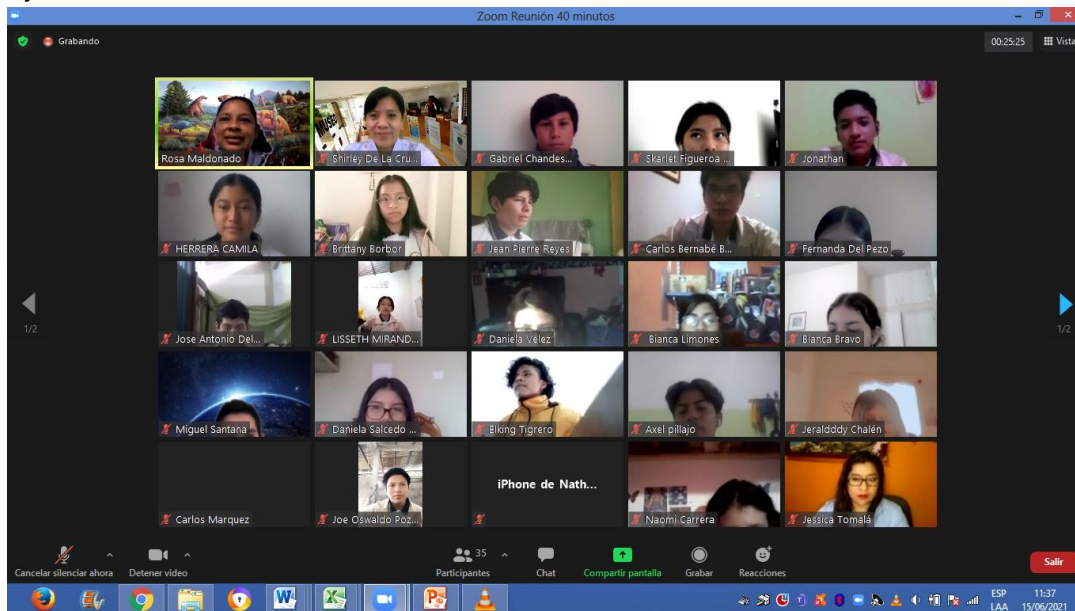 Zoom Reunión 40 minutos
Grabando
00:25:25
Vista
Rosa Maldonado
Shirley De La Cru...
Gabriel Chandes...
Skarlet Figueroa ...
Jonathan
HERRERA CAMILA
Brittany Borbor
Jean Pierre Reyes
Carlos Bernabé B...
Fernanda Del Pezo
Jose Antonio Del...
LISSETH MIRAND...
Daniela Velez
Bianca Limones
Blanca Bravo
1/2
1/2
Miguel Santana
Daniela Salcedo ...
Elking Tigrero
Axel pillajo
Jeraldddy Chalén
iPhone de Nath...
Carlos Marquez
Joe Oswaldo Poz...
Naomi Carrera
Jessica Tomalá
35
Cancelar silenciar ahora
Detener video
Participantes
Chat
Compartir pantalla
Grabar
Reacciones
Salir
ESP
11:37
LAA
15/06/2021